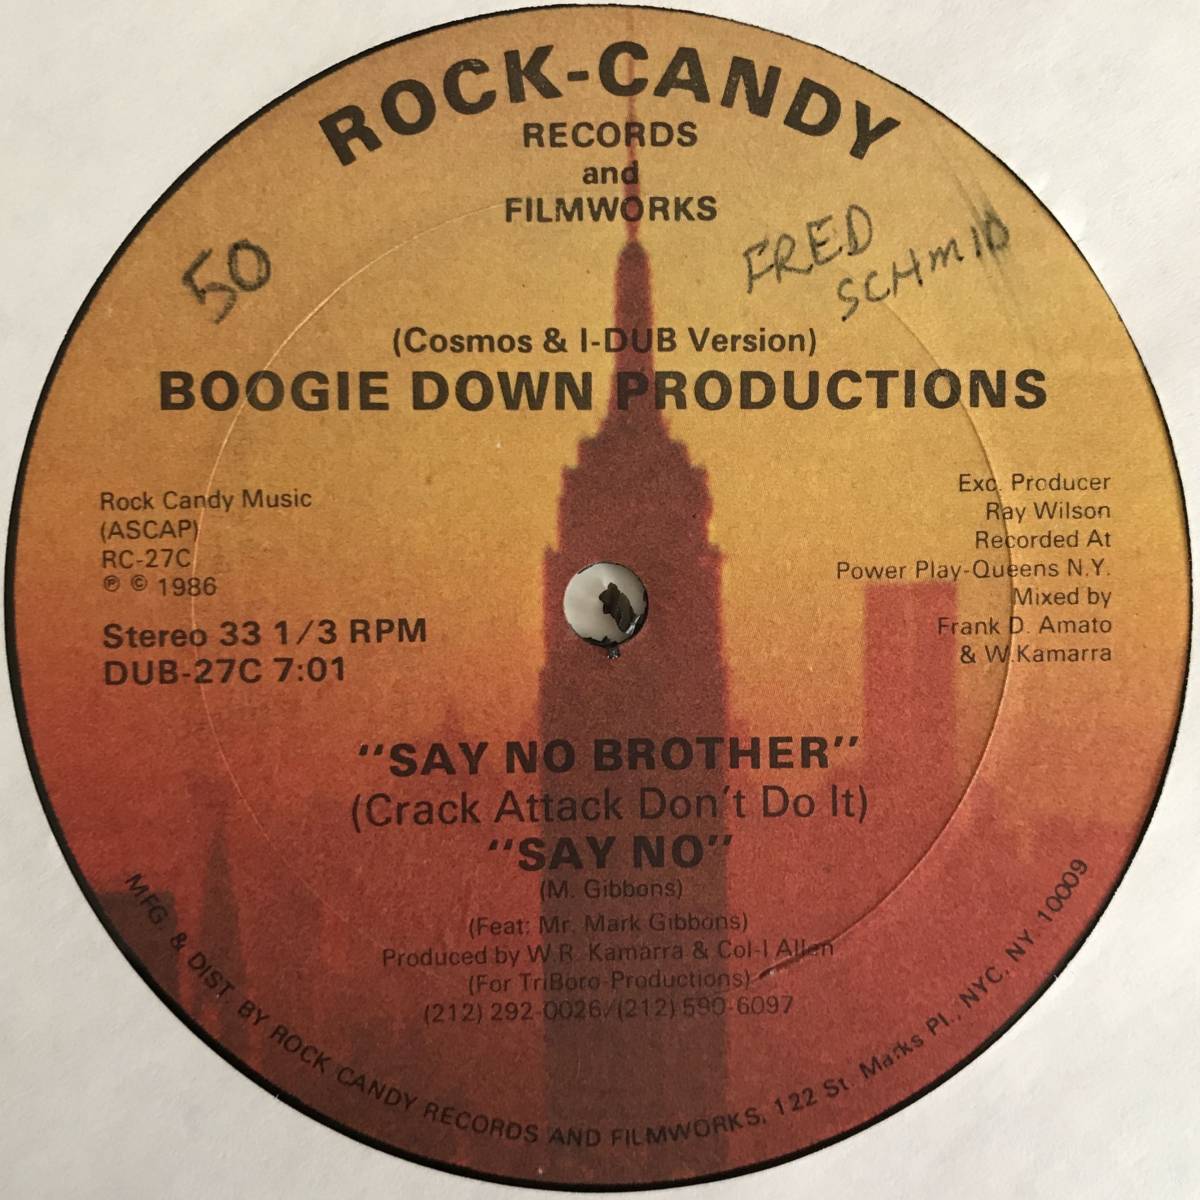 ROCK-CANDY
RECORDS
and
FILMWORKS
50
FRED
SCHMID
(Cosmos & I-DUB Version)
BOOGIE DOWN PRODUCTIONS
Rock Candy Music
(ASCAP)
RC-27C
℗ © 1986
Stereo 33 1/3 RPM
DUB-27C 7:01
Exc. Producer
Ray Wilson
Recorded At
Power Play-Queens N.Y.
Mixed by
Frank D. Amato
& W.Kamarra
"SAY NO BROTHER"
(Crack Attack Don't Do It)
"SAY NO"
(M. Gibbons)
(Feat: Mr. Mark Gibbons)
Produced by W.R. Kamarra & Col-I Allen
(For TriBoro-Productions)
(212) 292-0026/(212) 590-6097
MFG. & DIST. BY ROCK CANDY RECORDS AND FILMWORKS, 122 St. Marks Pl., NYC, NY. 10009